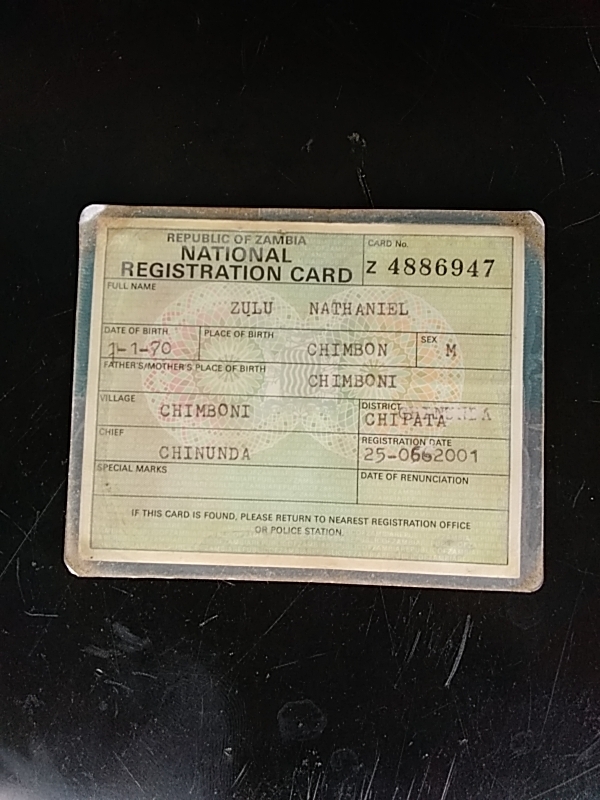 REPUBLIC OF ZAMBIA
NATIONAL
REGISTRATION CARD
CARD No.
Z 4886947
FULL NAME
ZULU NATHANIEL
DATE OF BIRTH
1-1-70
PLACE OF BIRTH
CHIMBON
SEX
M
FATHER'S/MOTHER'S PLACE OF BIRTH
CHIMBONI
VILLAGE
CHIMBONI
DISTRICT
CHIPATA
CHIEF
CHINUNDA
REGISTRATION DATE
25-06-2001
SPECIAL MARKS
DATE OF RENUNCIATION
IF THIS CARD IS FOUND, PLEASE RETURN TO NEAREST REGISTRATION OFFICE
OR POLICE STATION.